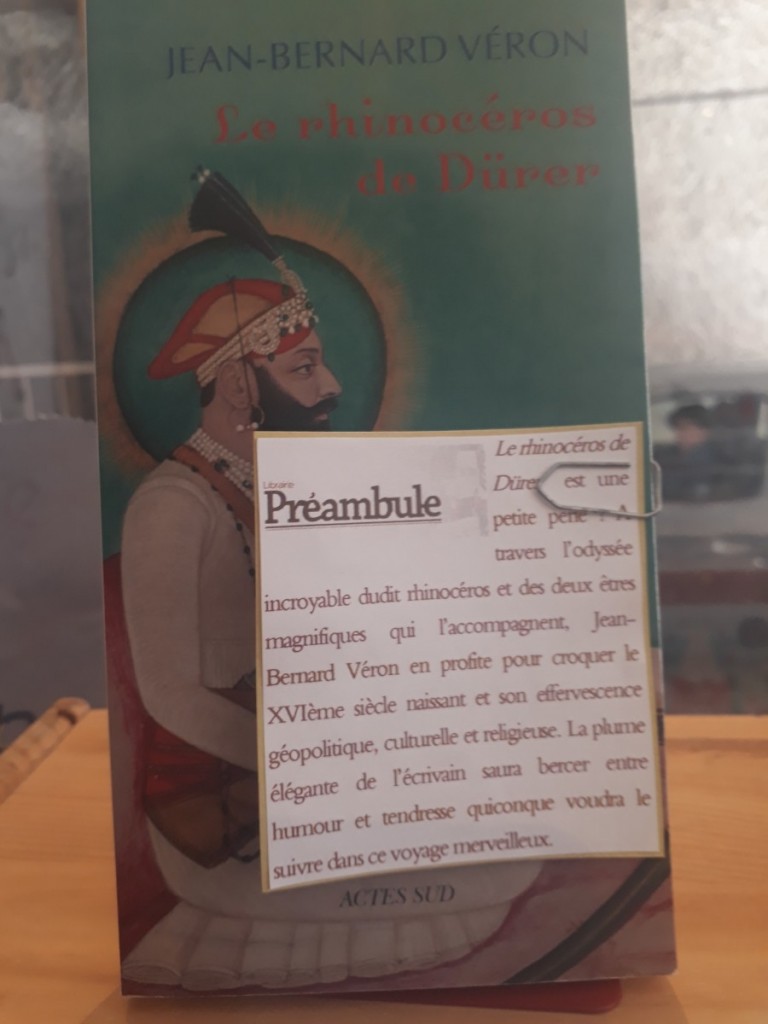 JEAN-BERNARD VÉRON
Le rhinocéros
de Dürer
Librairie
Préambule
Le rhinocéros de
Dürer est une
petite A
travers l'odyssée
incroyable dudit rhinocéros et des deux êtres
magnifiques qui l'accompagnent, Jean-
Bernard Véron en profite pour croquer le
XVIème siècle naissant et son effervescence
géopolitique, culturelle et religieuse. La plume
élégante de l'écrivain saura bercer entre
humour et tendresse quiconque voudra le
suivre dans ce voyage merveilleux.
ACTES SUD